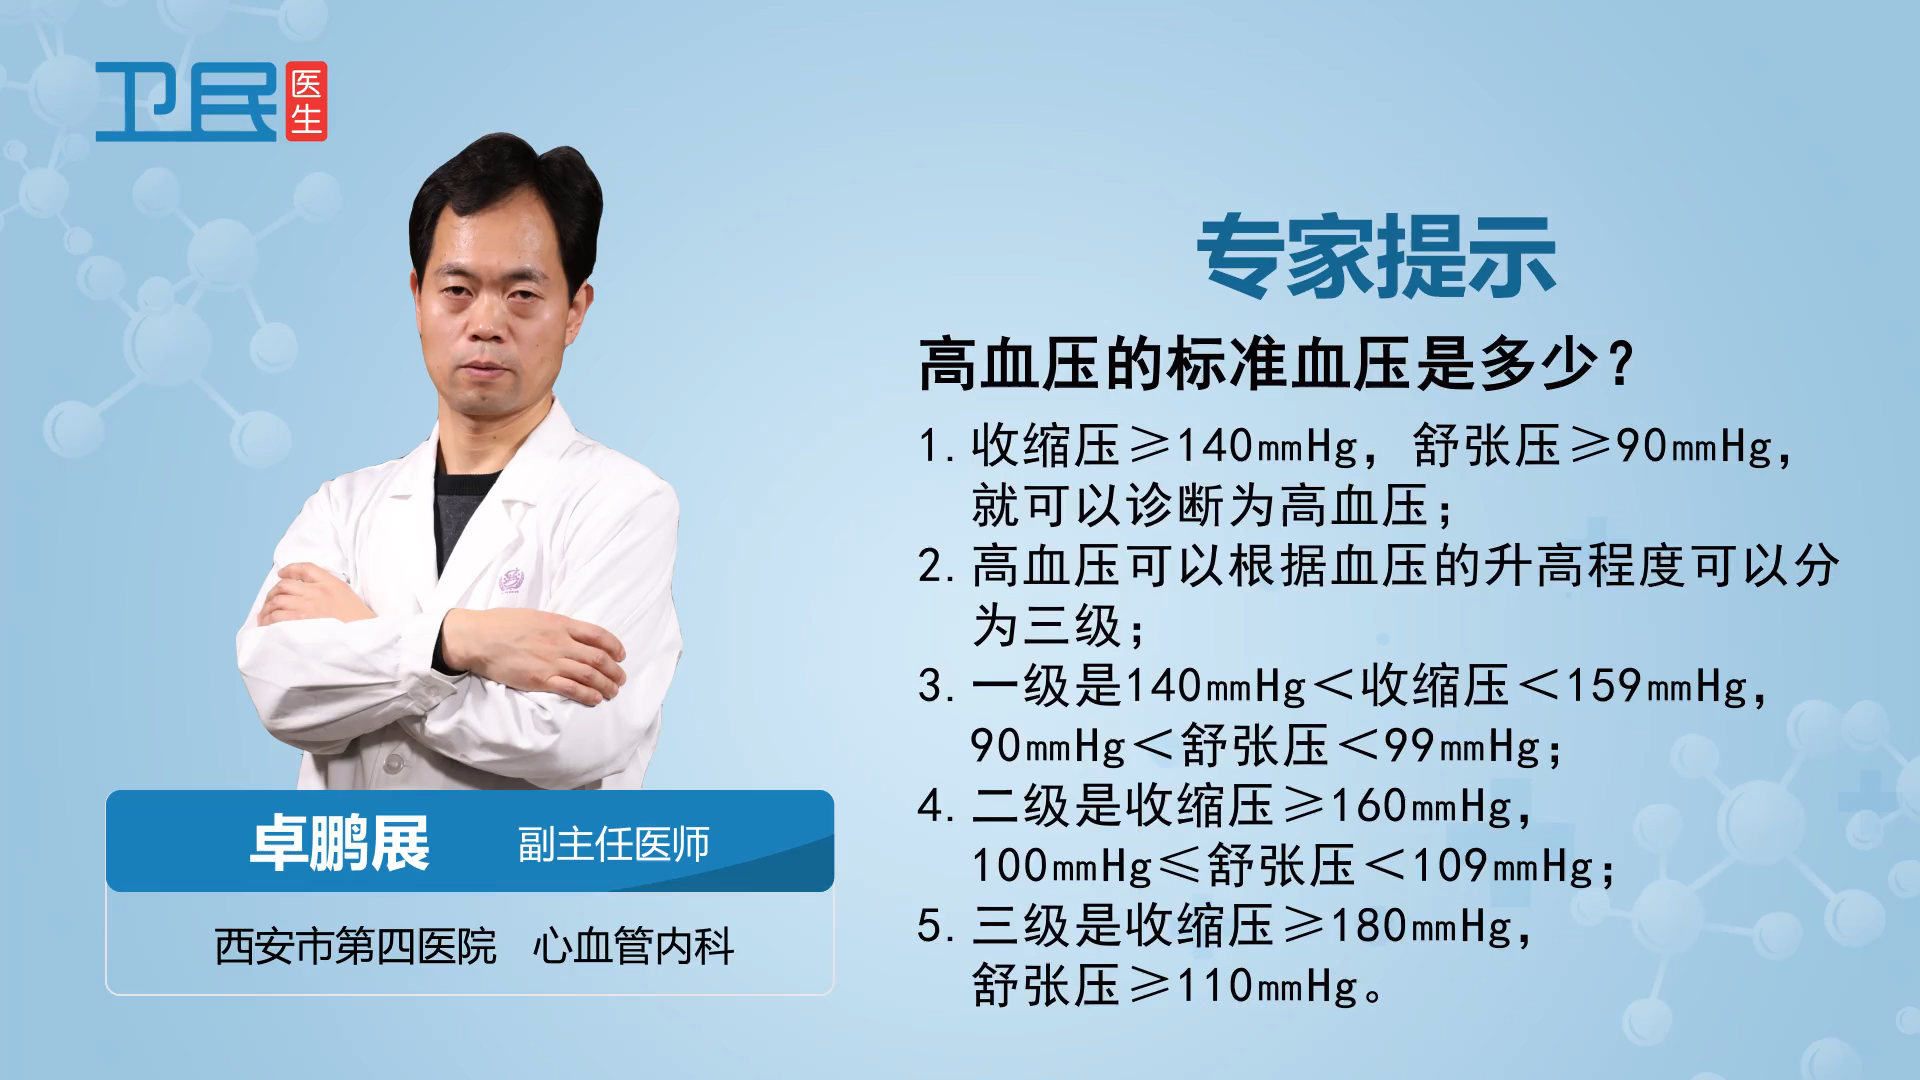 卫民医生
专家提示
高血压的标准血压是多少？
1.收缩压≥140mmHg，舒张压≥90mmHg，
就可以诊断为高血压；
2.高血压可以根据血压的升高程度可以分
为三级；
3.一级是140mmHg＜收缩压＜159mmHg，
90mmHg＜舒张压＜99mmHg；
4.二级是收缩压≥160mmHg，
100mmHg≤舒张压＜109mmHg；
5.三级是收缩压≥180mmHg，
舒张压≥110mmHg。
卓鹏展 副主任医师
西安市第四医院 心血管内科